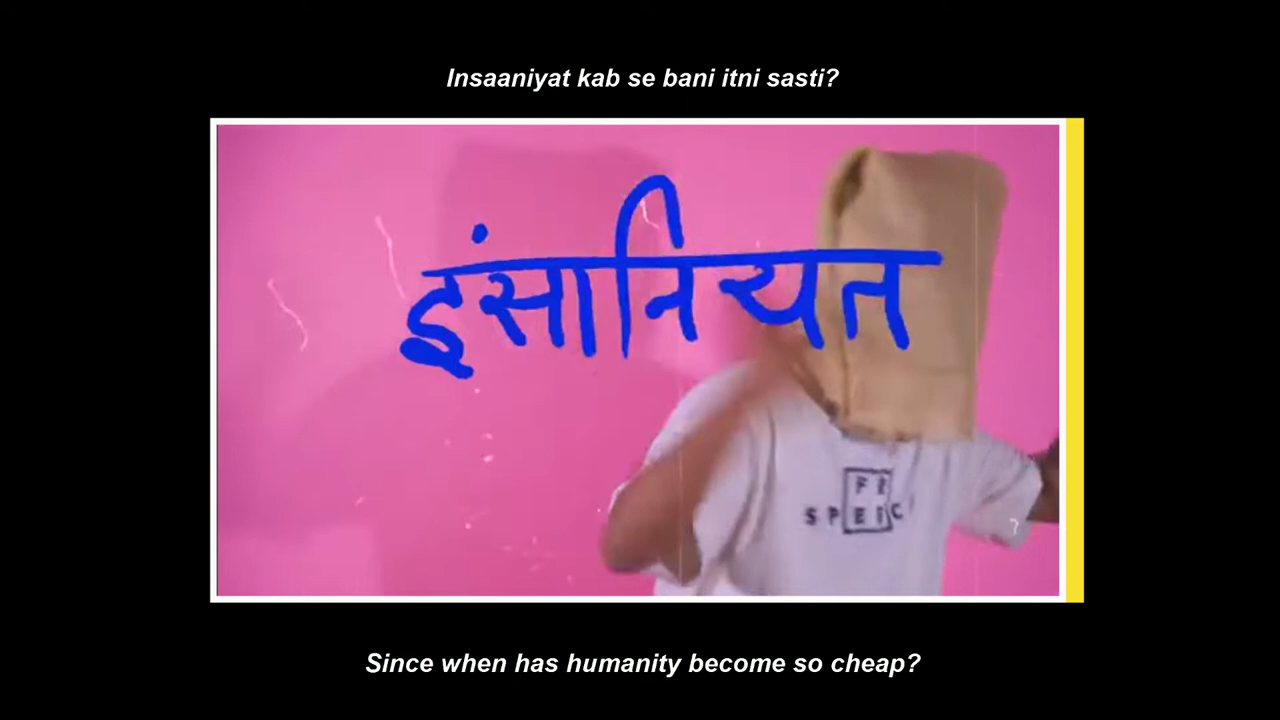 Insaaniyat kab se bani itni sasti?
इंसानियत
Since when has humanity become so cheap?